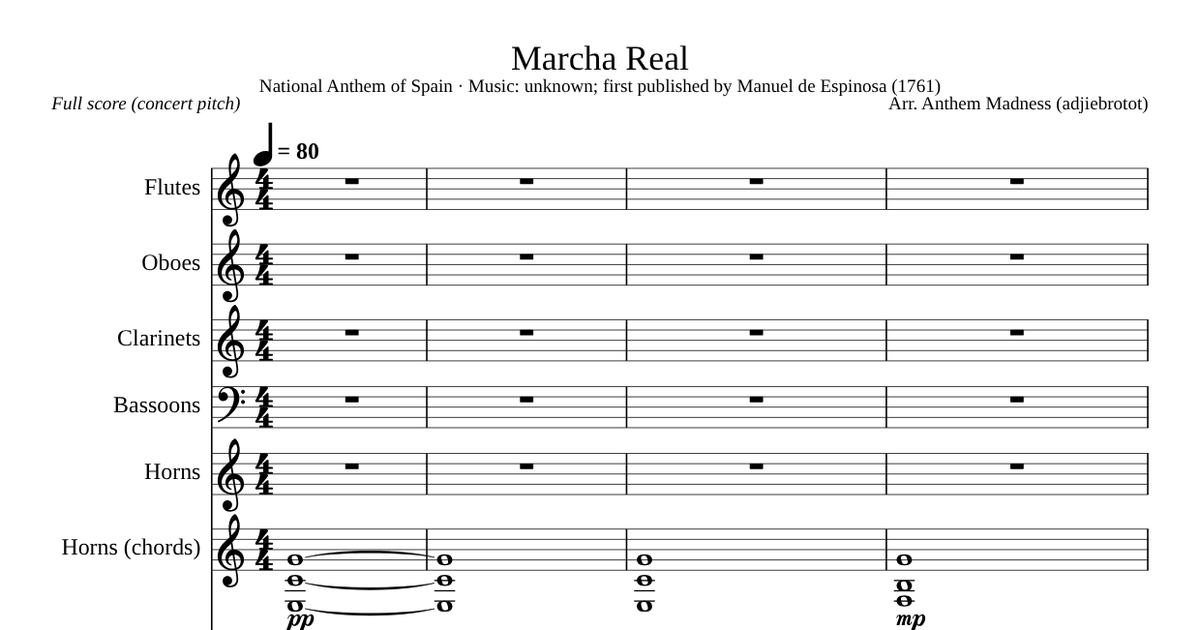 Marcha Real
National Anthem of Spain · Music: unknown; first published by Manuel de Espinosa (1761)
Full score (concert pitch)
Arr. Anthem Madness (adjiebrotot)
= 80
Flutes
Oboes
Clarinets
Bassoons
Horns
Horns (chords)
pp
mp